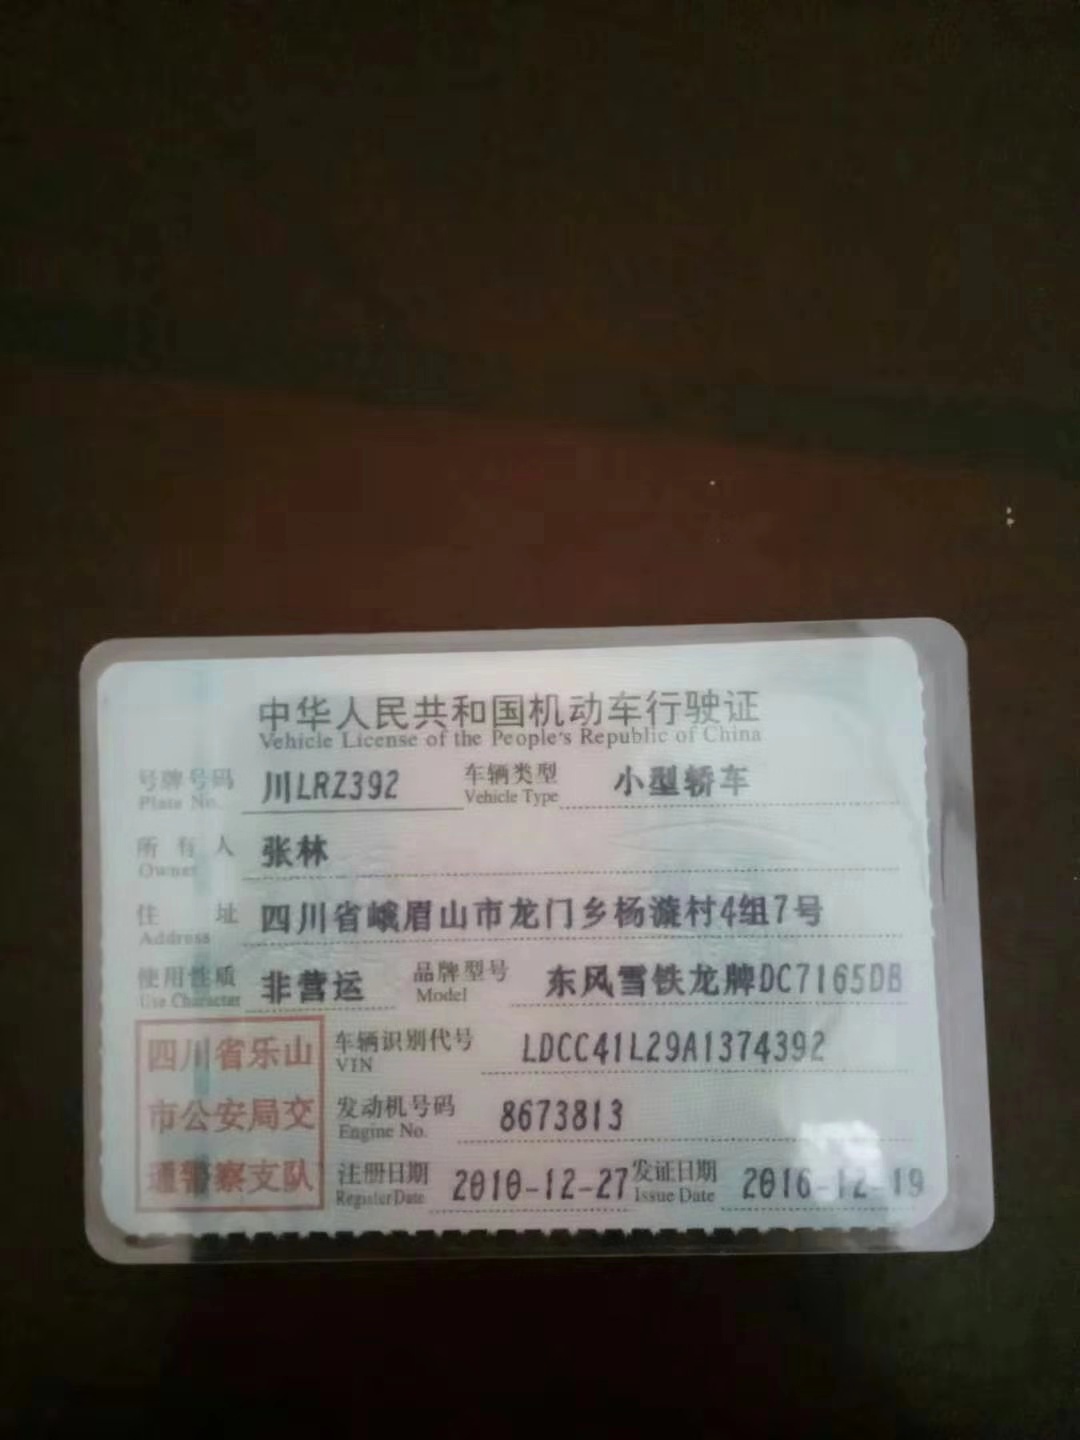 中华人民共和国机动车行驶证
Vehicle License of the People's Republic of China
号牌号码 川LRZ392 车辆类型 小型轿车
Plate No. Vehicle Type
所有人 张林
Owner
住址 四川省峨眉山市龙门乡杨漩村4组7号
Address
使用性质 非营运 品牌型号 东风雪铁龙牌DC7165DB
Use Character Model
四川省乐山
市公安局交
通警察支队
车辆识别代号 LDCC41L29A1374392
VIN
发动机号码 8673813
Engine No.
注册日期 2010-12-27 发证日期 2016-12-19
Register Date Issue Date